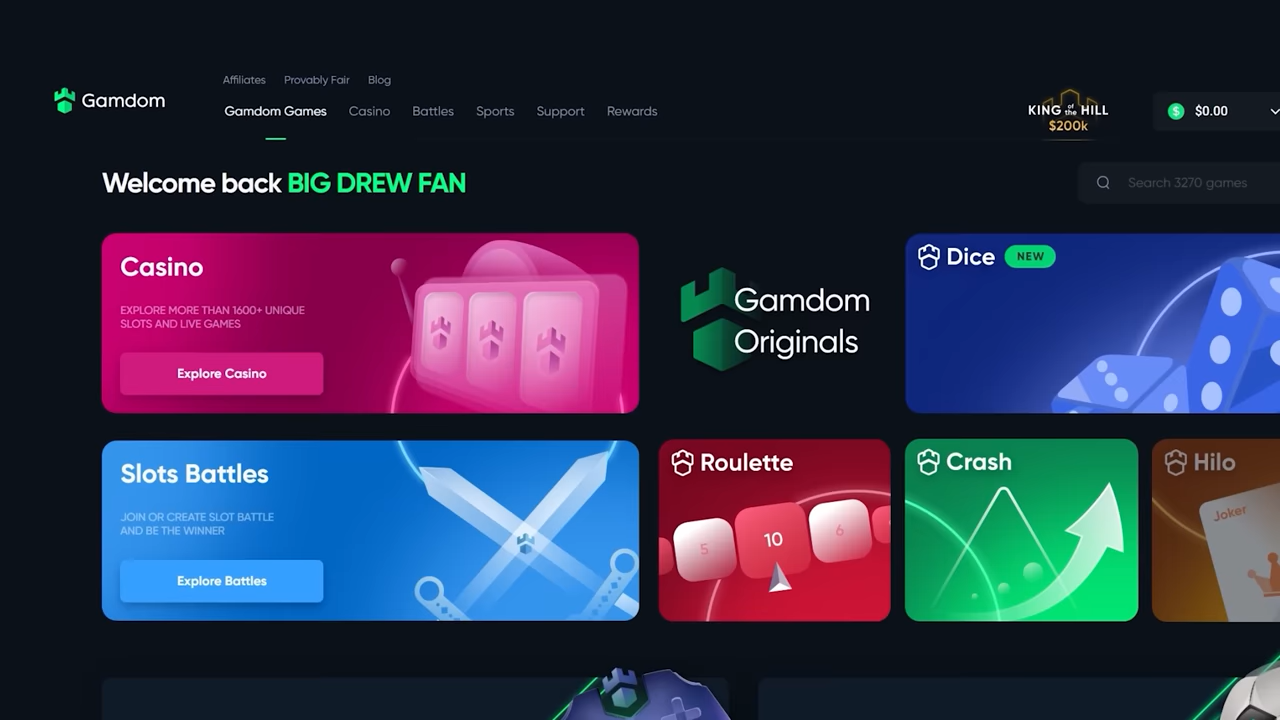 Affiliates Provably Fair Blog
Gamdom
Gamdom Games Casino Battles Sports Support Rewards
KING of the HILL
$200k
$ $0.00
Welcome back BIG DREW FAN
Search 3270 games
Casino
EXPLORE MORE THAN 1600+ UNIQUE
SLOTS AND LIVE GAMES
Explore Casino
Gamdom
Originals
Dice NEW
Slots Battles
JOIN OR CREATE SLOT BATTLE
AND BE THE WINNER
Explore Battles
Roulette
5 10 6
Crash
Hilo
Joker